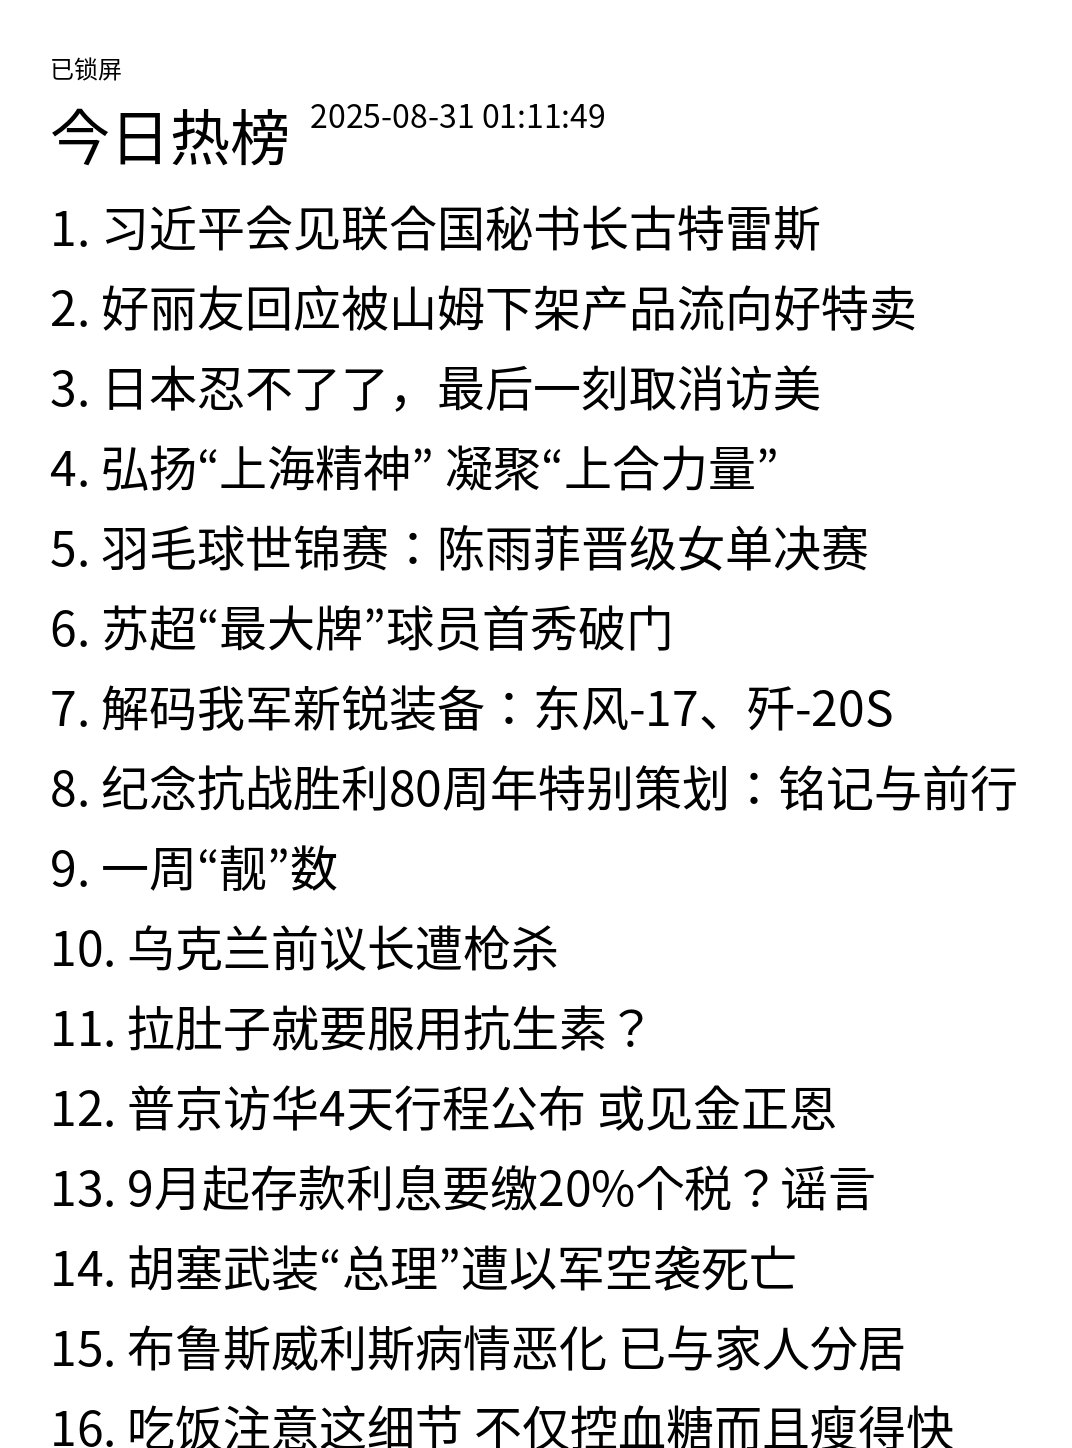 已锁屏
今日热榜 2025-08-31 01:11:49
1. 习近平会见联合国秘书长古特雷斯
2. 好丽友回应被山姆下架产品流向好特卖
3. 日本忍不了了，最后一刻取消访美
4. 弘扬“上海精神” 凝聚“上合力量”
5. 羽毛球世锦赛：陈雨菲晋级女单决赛
6. 苏超“最大牌”球员首秀破门
7. 解码我军新锐装备：东风-17、歼-20S
8. 纪念抗战胜利80周年特别策划：铭记与前行
9. 一周“靓”数
10. 乌克兰前议长遭枪杀
11. 拉肚子就要服用抗生素？
12. 普京访华4天行程公布 或见金正恩
13. 9月起存款利息要缴20%个税？谣言
14. 胡塞武装“总理”遭以军空袭死亡
15. 布鲁斯威利斯病情恶化 已与家人分居
16. 吃饭注意这细节 不仅控血糖而且瘦得快